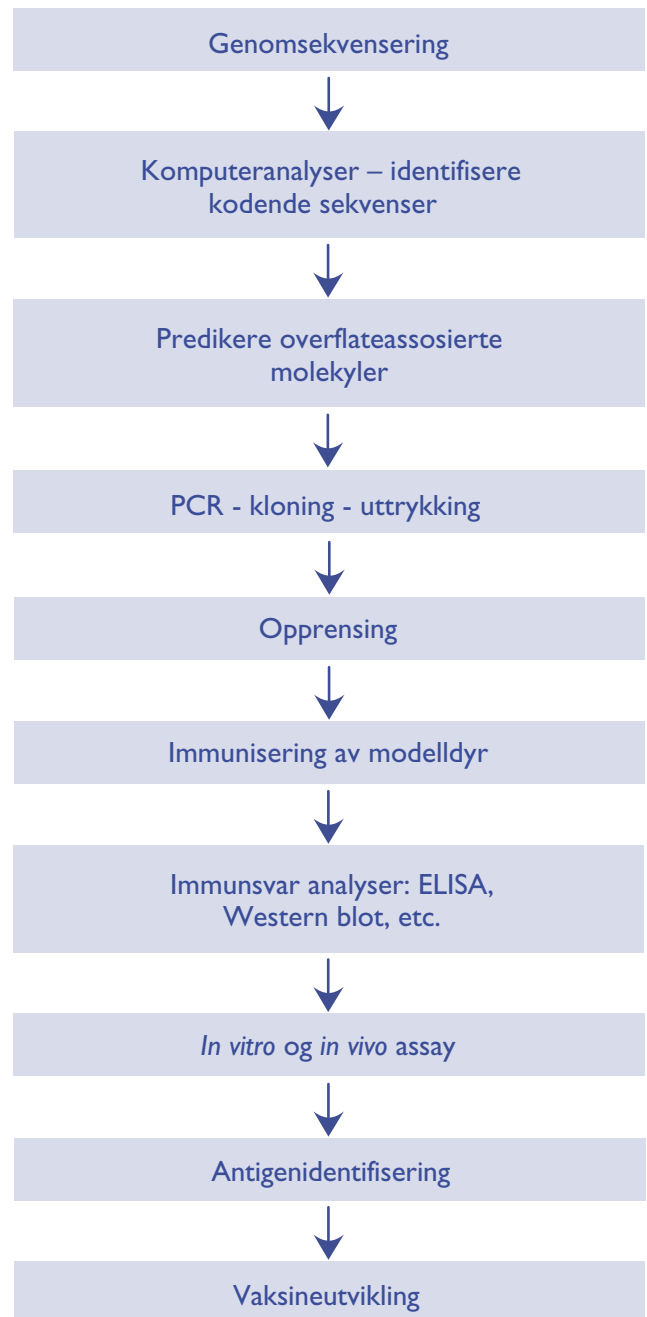 Genomsekvensering
Komputeranalyser – identifisere
kodende sekvenser
Predikere overflateassosierte
molekyler
PCR - kloning - uttrykking
Opprensing
Immunisering av modelldyr
Immunsvar analyser: ELISA,
Western blot, etc.
In vitro og in vivo assay
Antigenidentifisering
Vaksineutvikling